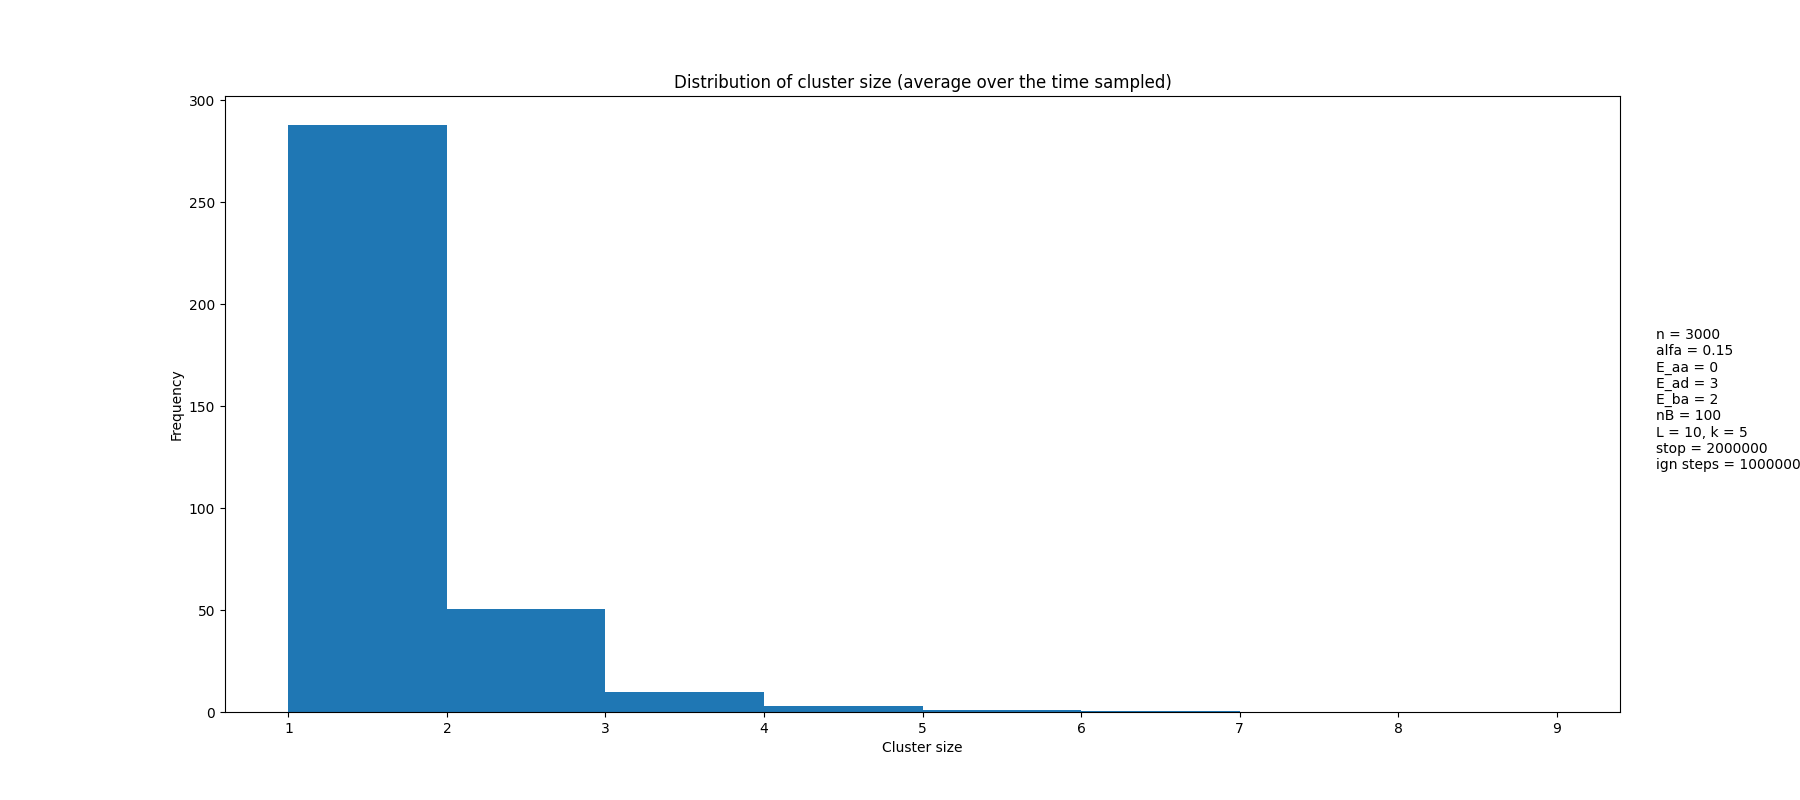 Distribution of cluster size (average over the time sampled)
300
250
200
150
100
50
0
Frequency
1 2 3 4 5 6 7 8 9
Cluster size
n = 3000
alfa = 0.15
E_aa = 0
E_ad = 3
E_ba = 2
nB = 100
L = 10, k = 5
stop = 2000000
ign steps = 1000000